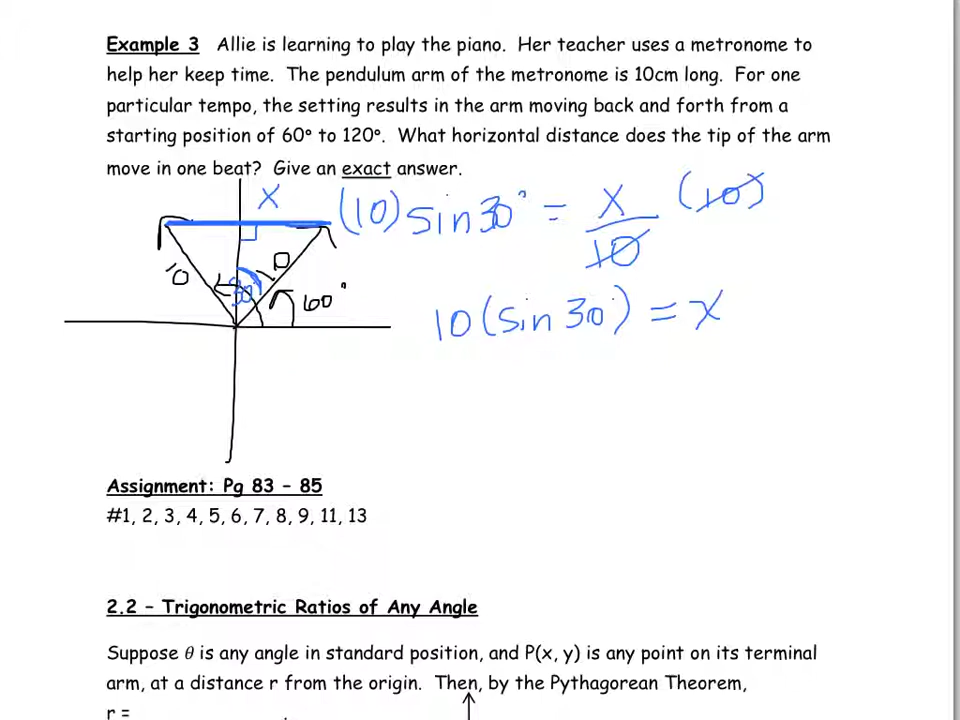 Example 3 Allie is learning to play the piano. Her teacher uses a metronome to
help her keep time. The pendulum arm of the metronome is 10cm long. For one
particular tempo, the setting results in the arm moving back and forth from a
starting position of 60° to 120°. What horizontal distance does the tip of the arm
move in one beat? Give an exact answer.
x
(10) sin 30° = x/10 (10)
10
10
30°
60°
10 (sin 30°) = x
Assignment: Pg 83 – 85
#1, 2, 3, 4, 5, 6, 7, 8, 9, 11, 13
2.2 – Trigonometric Ratios of Any Angle
Suppose θ is any angle in standard position, and P(x, y) is any point on its terminal
arm, at a distance r from the origin. Then, by the Pythagorean Theorem,
r =